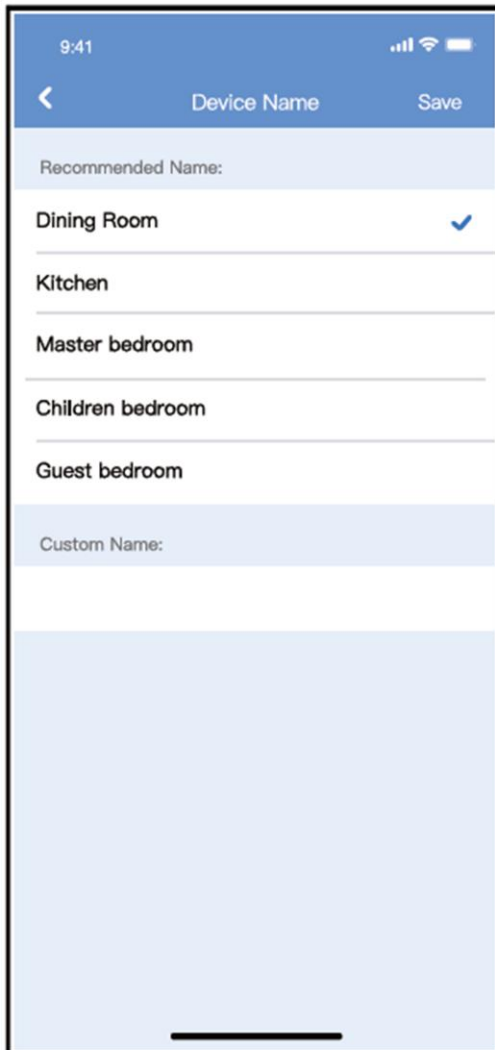 9:41
Device Name Save
Recommended Name:
Dining Room
Kitchen
Master bedroom
Children bedroom
Guest bedroom
Custom Name: